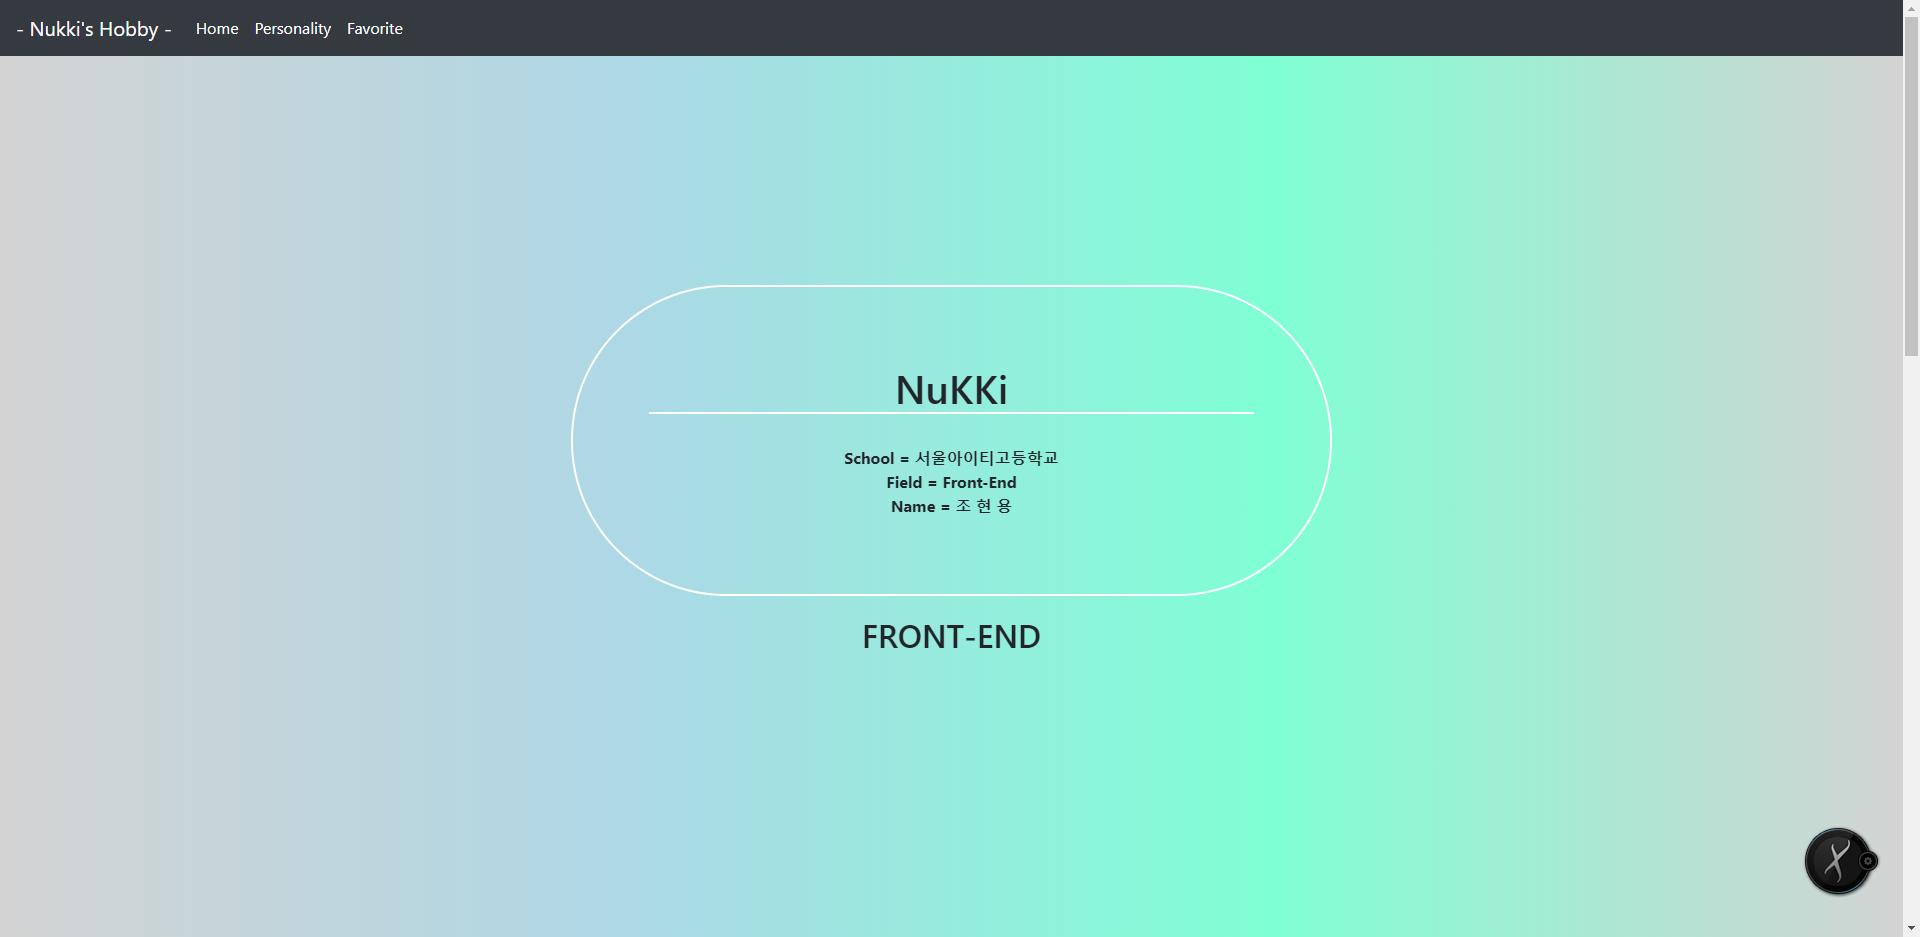 - Nukki's Hobby - Home Personality Favorite
NuKKi
School = 서울아이티고등학교
Field = Front-End
Name = 조 현 용
FRONT-END